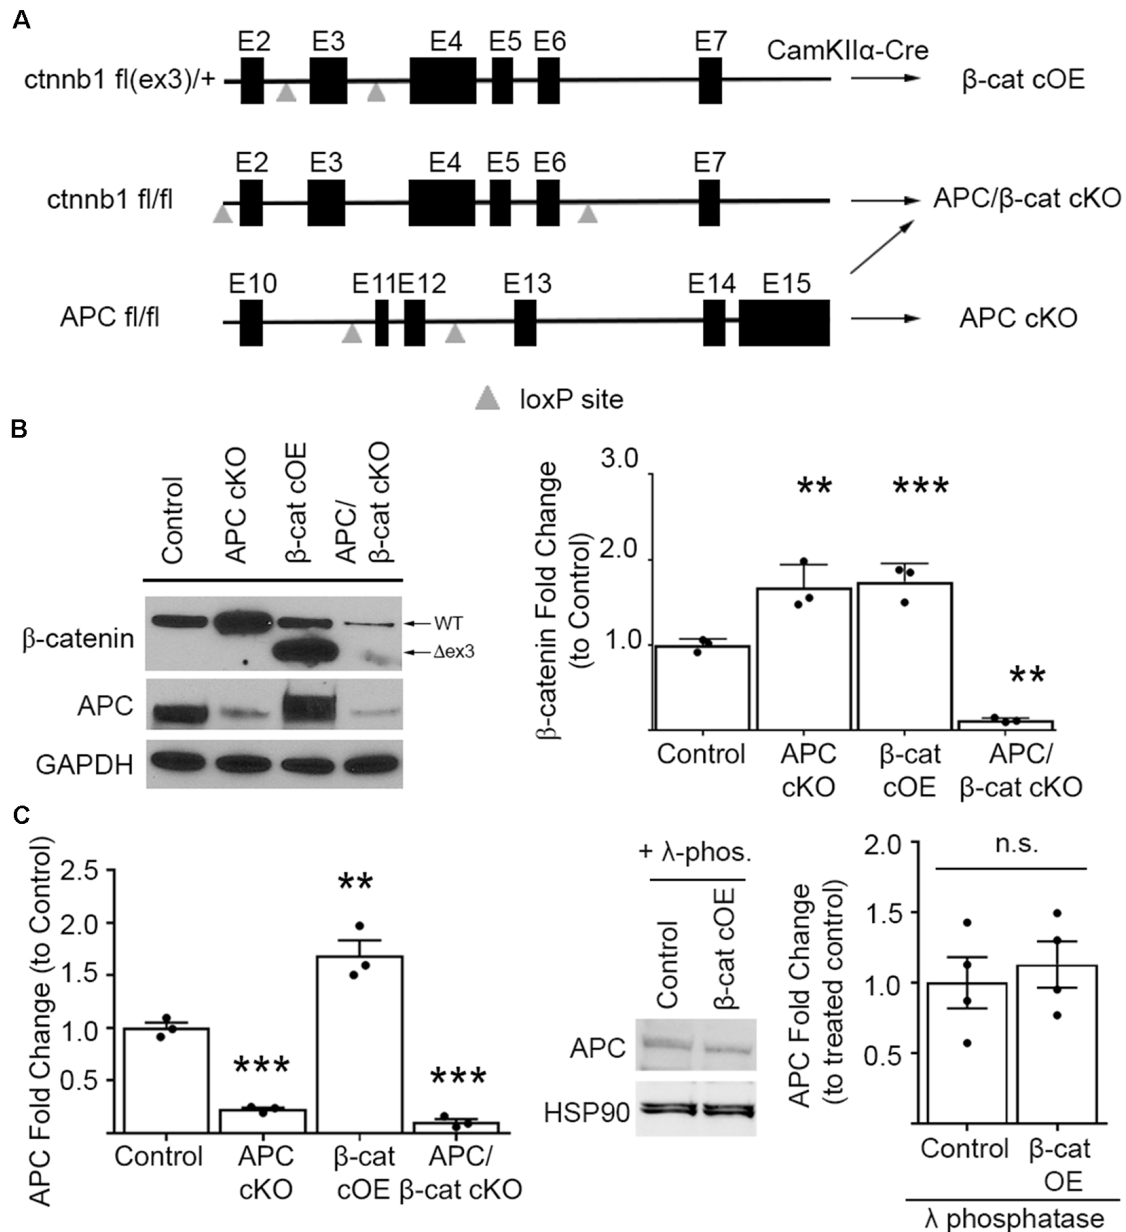 A
E2 E3 E4 E5 E6 E7 CamKIIα-Cre
ctnnb1 fl(ex3)/+ β-cat cOE
E2 E3 E4 E5 E6 E7
ctnnb1 fl/fl APC/β-cat cKO
E10 E11 E12 E13 E14 E15
APC fl/fl APC cKO
loxP site
B
Control
APC cKO
β-cat cOE
APC/
β-cat cKO
β-catenin
WT
Δex3
APC
GAPDH
β-catenin Fold Change
(to Control)
3.0
2.0
1.0
** *** **
Control APC β-cat APC/
cKO cOE β-cat cKO
C
APC Fold Change (to Control)
2.5
2.0
1.5
1.0
0.5
*** ** ***
Control APC β-cat APC/
cKO cOE β-cat cKO
+ λ-phos.
Control
β-cat cOE
APC
HSP90
APC Fold Change
(to treated control)
2.0
1.5
1.0
0.5
n.s.
Control β-cat
OE
λ phosphatase